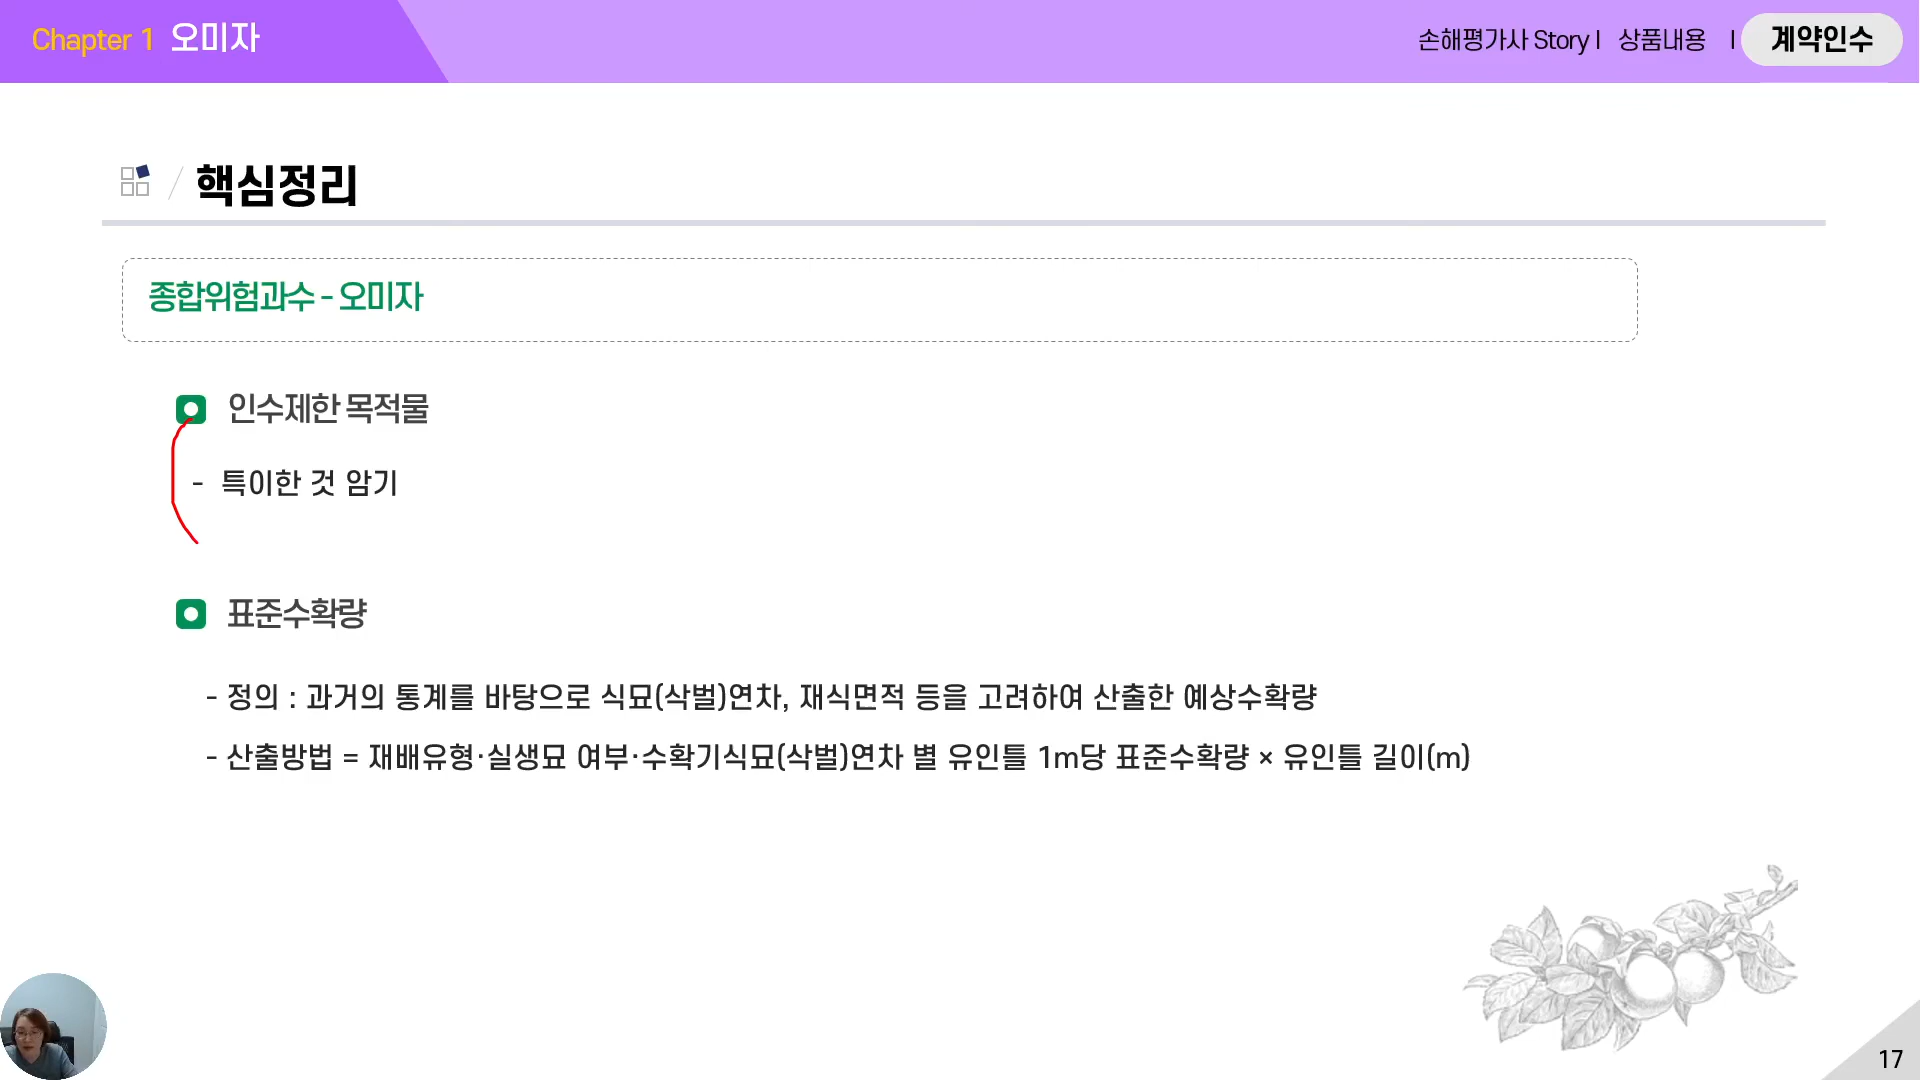 Chapter 1 오미자
손해평가사 Story I 상품내용 I 계약인수
핵심정리
종합위험과수 - 오미자
인수제한 목적물
- 특이한 것 암기
표준수확량
- 정의 : 과거의 통계를 바탕으로 식묘(삭벌)연차, 재식면적 등을 고려하여 산출한 예상수확량
- 산출방법 = 재배유형·실생묘 여부·수확기식묘(삭벌)연차 별 유인틀 1m당 표준수확량 × 유인틀 길이(m)
17